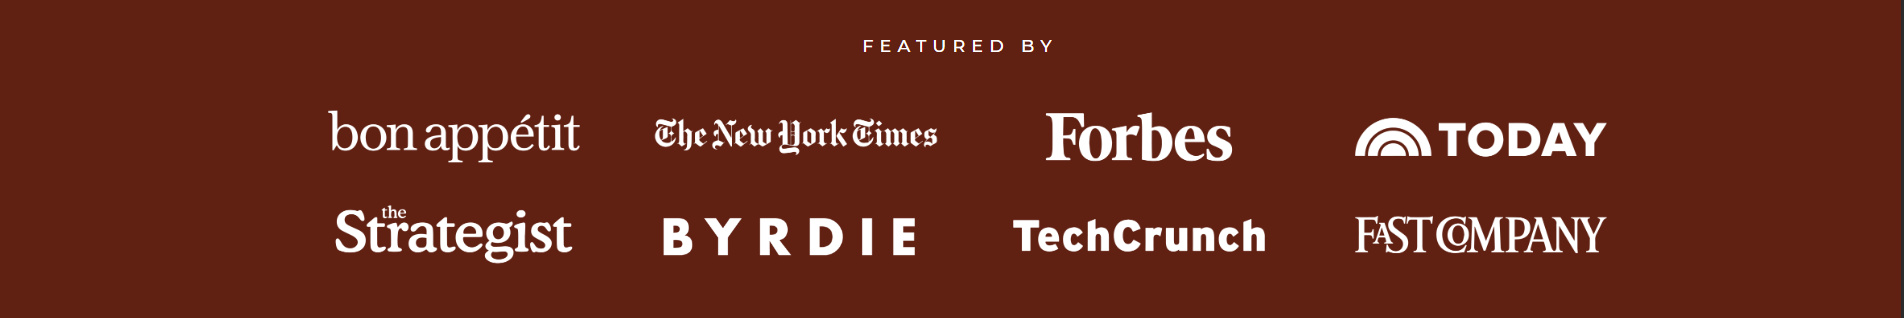 FEATURED BY
bon appétit The New York Times Forbes TODAY
the Strategist BYRDIE TechCrunch FAST COMPANY